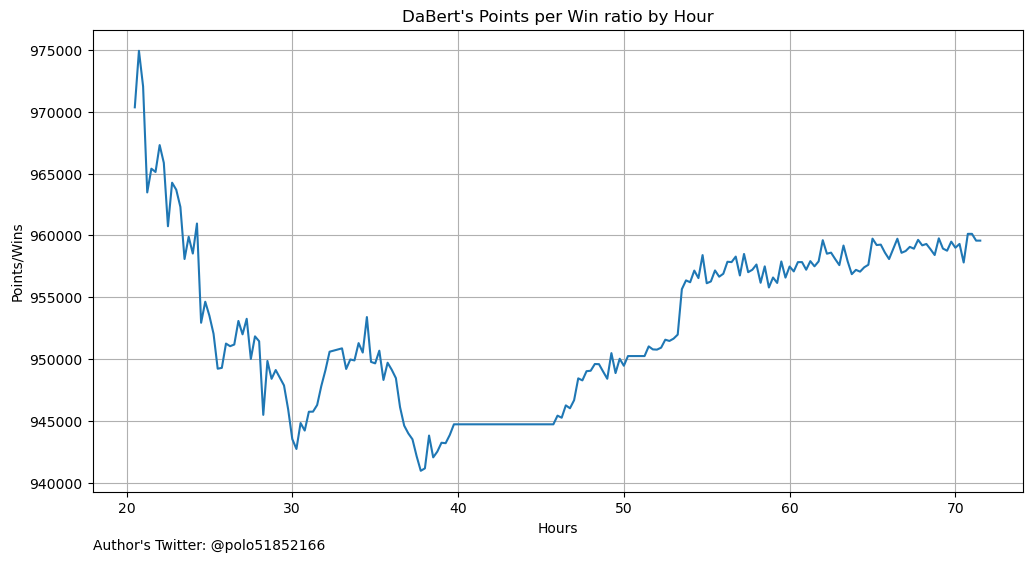 DaBert's Points per Win ratio by Hour
975000
970000
965000
960000
955000
950000
945000
940000
Points/Wins
20 30 40 50 60 70
Hours
Author's Twitter: @polo51852166